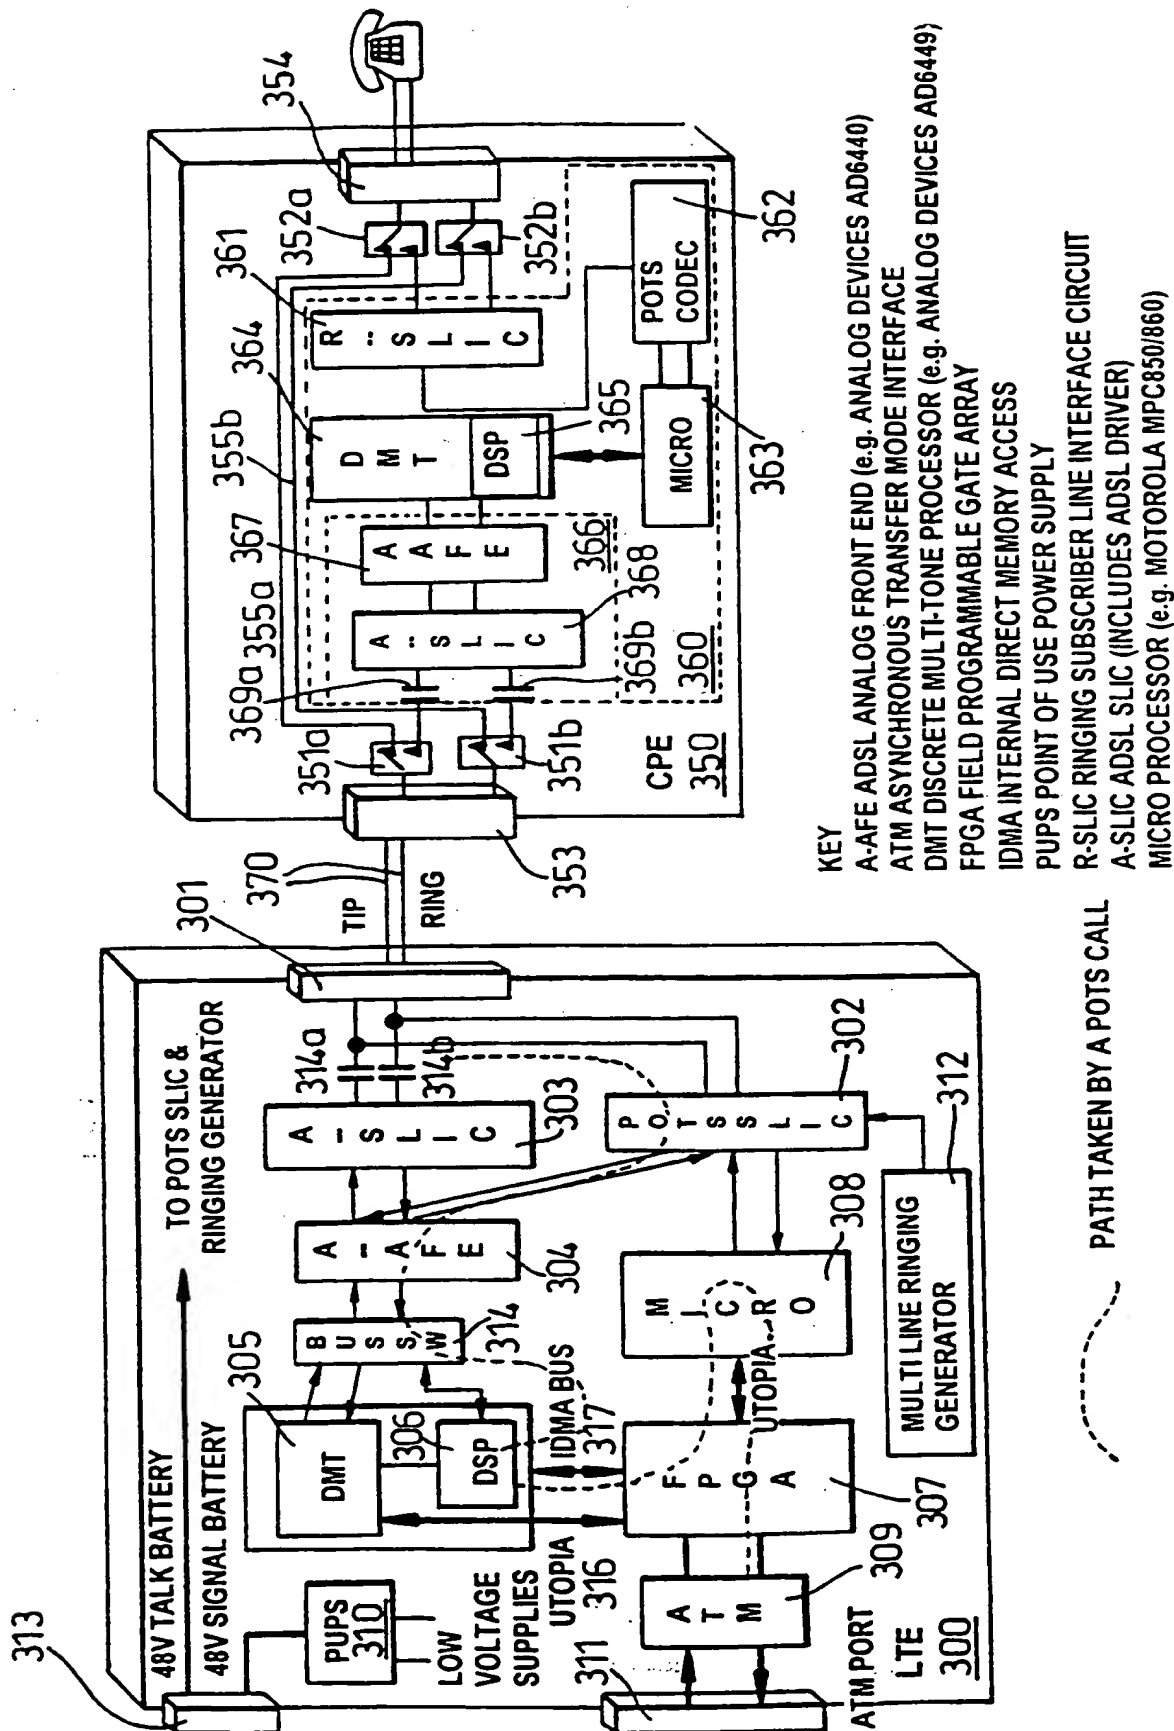 313
48V TALK BATTERY
48V SIGNAL BATTERY
TO POTS SLIC &
RINGING GENERATOR
PUPS
310
LOW
VOLTAGE
SUPPLIES
305
DMT
306
DSP
BUS SW
314
A-AFE
304
A-SLIC
303
314a
314b
301
TIP
RING
370
UTOPIA
316
IDMA BUS
317
UTOPIA
FPGA
307
MICRO
308
POTS SLIC
302
312
MULTI LINE RINGING
GENERATOR
ATM
309
311
ATM PORT
LTE
300
353
351a
351b
CPE
350
369a
369b
355a
355b
A-SLIC
368
367
A AFE
366
360
364
DMT
DSP
365
361
R-SLIC
352a
352b
354
MICRO
363
POTS
CODEC
362
PATH TAKEN BY A POTS CALL
KEY
A-AFE ADSL ANALOG FRONT END (e.g. ANALOG DEVICES AD6440)
ATM ASYNCHRONOUS TRANSFER MODE INTERFACE
DMT DISCRETE MULTI-TONE PROCESSOR (e.g. ANALOG DEVICES AD6449)
FPGA FIELD PROGRAMMABLE GATE ARRAY
IDMA INTERNAL DIRECT MEMORY ACCESS
PUPS POINT OF USE POWER SUPPLY
R-SLIC RINGING SUBSCRIBER LINE INTERFACE CIRCUIT
A-SLIC ADSL SLIC (INCLUDES ADSL DRIVER)
MICRO PROCESSOR (e.g. MOTOROLA MPC850/860)